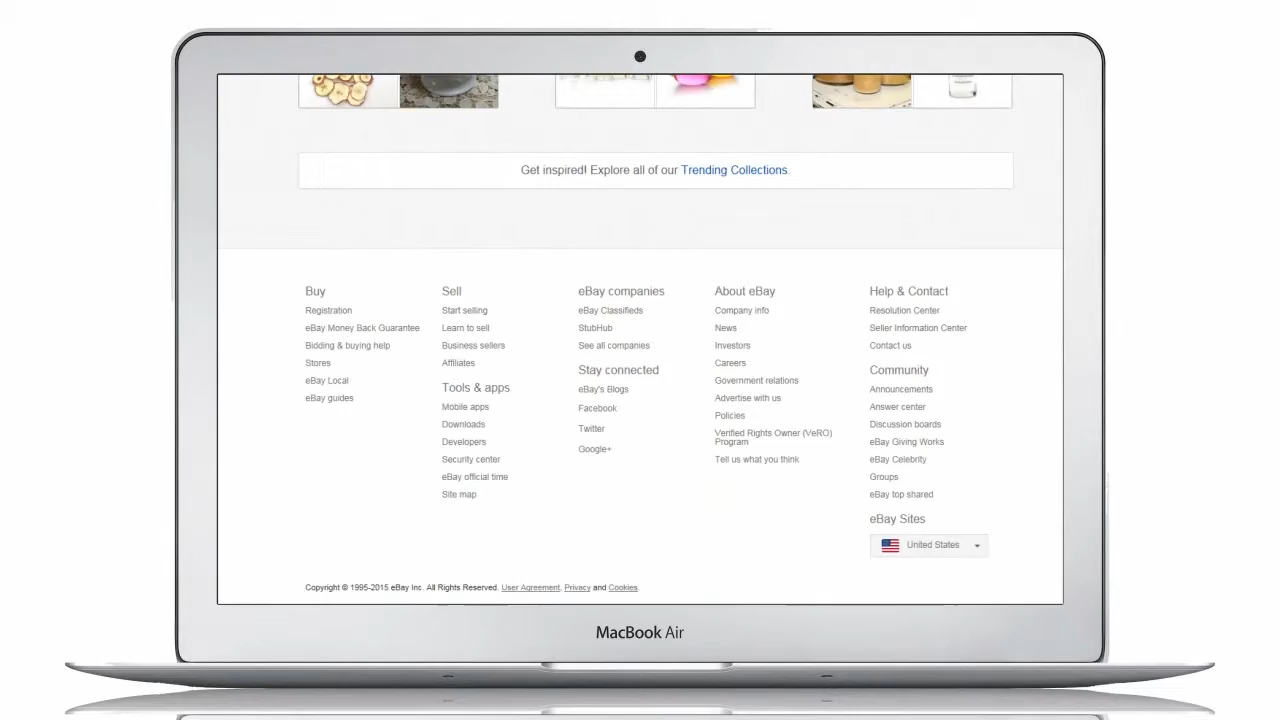 Get inspired! Explore all of our Trending Collections.
Buy
Registration
eBay Money Back Guarantee
Bidding & buying help
Stores
eBay Local
eBay guides
Sell
Start selling
Learn to sell
Business sellers
Affiliates
Tools & apps
Mobile apps
Downloads
Developers
Security center
eBay official time
Site map
eBay companies
eBay Classifieds
StubHub
See all companies
Stay connected
eBay's Blogs
Facebook
Twitter
Google+
About eBay
Company info
News
Investors
Careers
Government relations
Advertise with us
Policies
Verified Rights Owner (VeRO)
Program
Tell us what you think
Help & Contact
Resolution Center
Seller Information Center
Contact us
Community
Announcements
Answer center
Discussion boards
eBay Giving Works
eBay Celebrity
Groups
eBay top shared
eBay Sites
United States
Copyright © 1995-2015 eBay Inc. All Rights Reserved. User Agreement, Privacy and Cookies.
MacBook Air